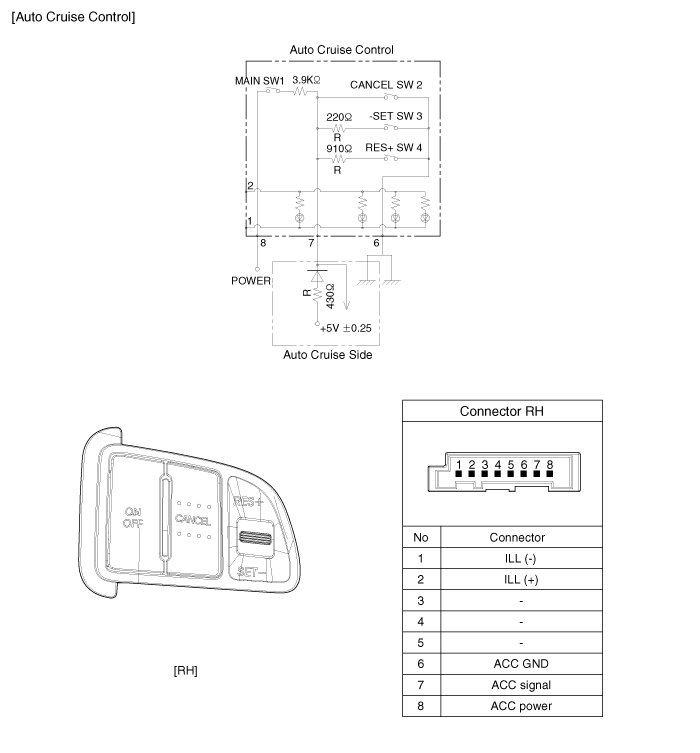 [Auto Cruise Control]
Auto Cruise Control
MAIN SW1 3.9KΩ
CANCEL SW 2
220Ω
-SET SW 3
R
910Ω
RES+ SW 4
R
2
1
8 7 6
POWER
R
430Ω
+5V ±0.25
Auto Cruise Side
ON
OFF
CANCEL
RES+
SET-
[RH]
Connector RH
1 2 3 4 5 6 7 8
No Connector
1 ILL (-)
2 ILL (+)
3 -
4 -
5 -
6 ACC GND
7 ACC signal
8 ACC power